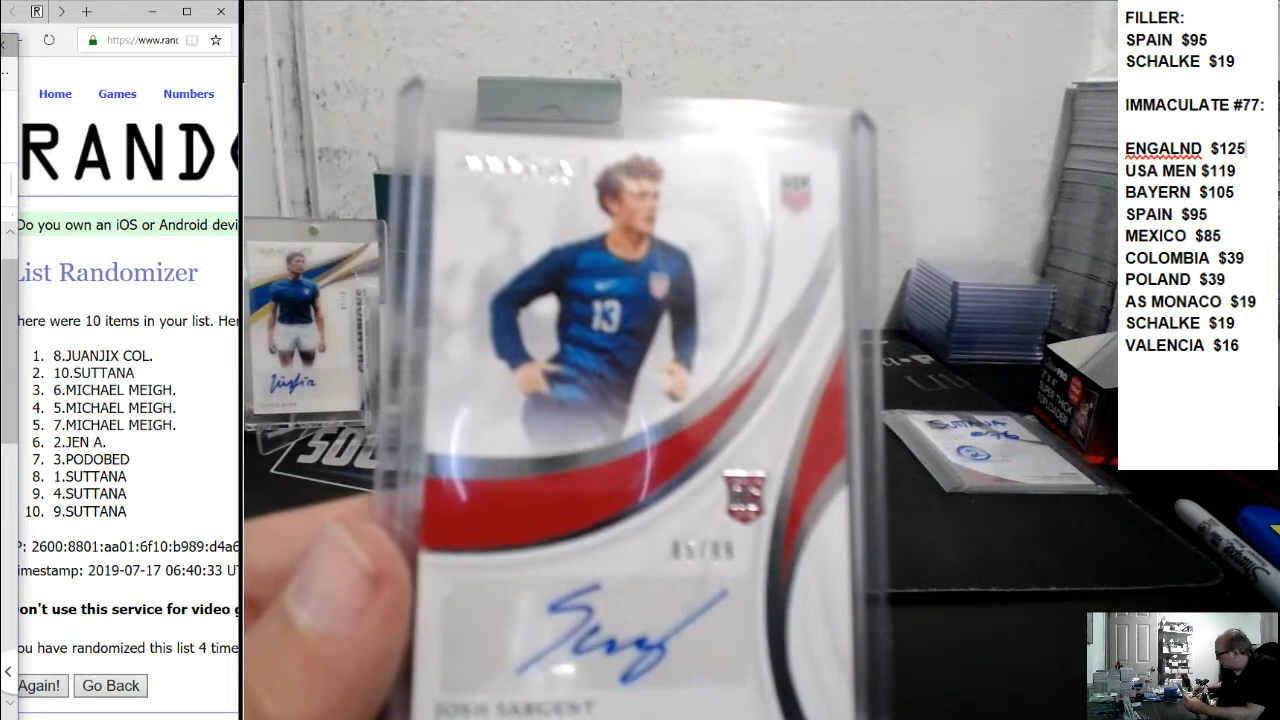 R
https://www.rand
Home Games Numbers
RANDO
Do you own an iOS or Android devi
List Randomizer
here were 10 items in your list. Her
1. 8.JUANJIX COL.
2. 10.SUTTANA
3. 6.MICHAEL MEIGH.
4. 5.MICHAEL MEIGH.
5. 7.MICHAEL MEIGH.
6. 2.JEN A.
7. 3.PODOBED
8. 1.SUTTANA
9. 4.SUTTANA
10. 9.SUTTANA
P: 2600:8801:aa01:6f10:b989:d4a6
imestamp: 2019-07-17 06:40:33 UT
on't use this service for video g
ou have randomized this list 4 time
Again! Go Back
13
JOSH SARGENT
SUTTANA
#76
FILLER:
SPAIN $95
SCHALKE $19
IMMACULATE #77:
ENGALND $125
USA MEN $119
BAYERN $105
SPAIN $95
MEXICO $85
COLOMBIA $39
POLAND $39
AS MONACO $19
SCHALKE $19
VALENCIA $16